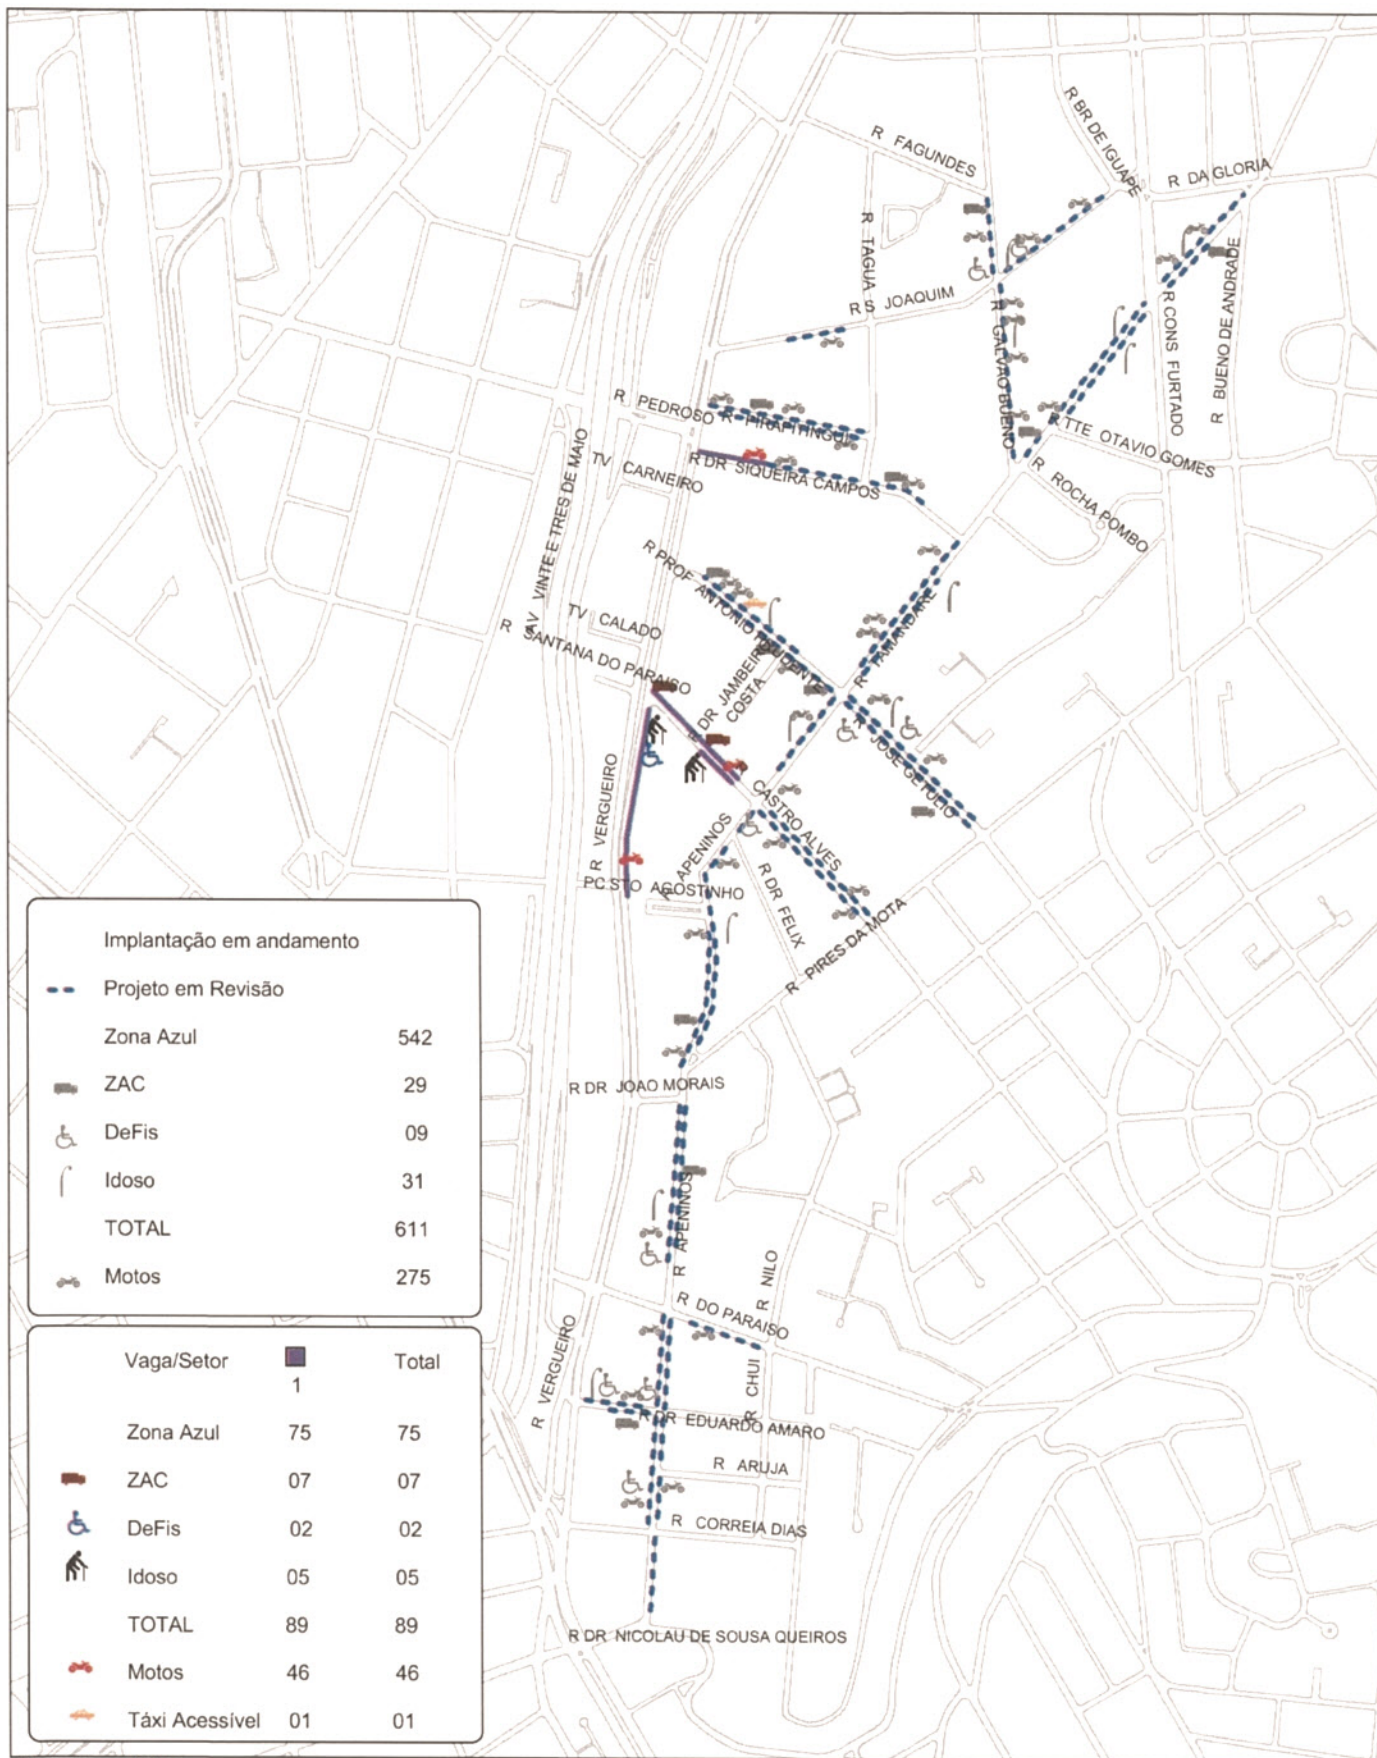 R BR DE IGUAPE
R FAGUNDES
R DA GLORIA
R TAGUA
R S JOAQUIM
R GALVAO BUENO
R CONS FURTADO
R BUENO DE ANDRADE
R PEDROSO
R PIRAPITINGUI
R TTE OTAVIO GOMES
R DR SIQUEIRA CAMPOS
TV CARNEIRO
R ROCHA POMBO
AV VINTE E TRES DE MAIO
R PROF ANTONIO PRUDENTE
TV CALADO
R TAMANDARE
R SANTANA DO PARAISO
R DR JAMBEIRO
COSTA
R JOSE GETULIO
R VERGUEIRO
CASTRO ALVES
R APENINOS
PC STO AGOSTINHO
R DR FELIX
R PIRES DA MOTA
R DR JOAO MORAIS
R APENINOS
R NILO
R DO PARAISO
R VERGUEIRO
R CHUI
R DR EDUARDO AMARO
R ARUJA
R CORREIA DIAS
R DR NICOLAU DE SOUSA QUEIROS
Implantação em andamento
Projeto em Revisão
Zona Azul 542
ZAC 29
DeFis 09
Idoso 31
TOTAL 611
Motos 275
Vaga/Setor Total
1
Zona Azul 75 75
ZAC 07 07
DeFis 02 02
Idoso 05 05
TOTAL 89 89
Motos 46 46
Táxi Acessível 01 01